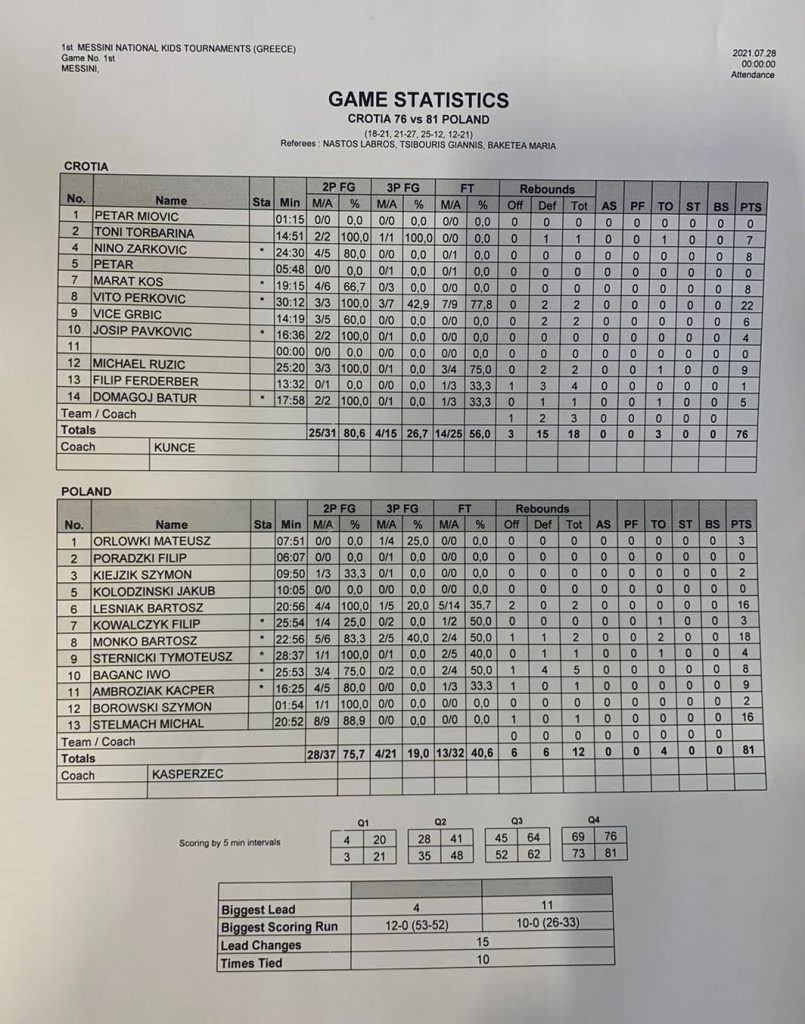 1st MESSINI NATIONAL KIDS TOURNAMENTS (GREECE)
Game No. 1st
MESSINI,
2021.07.28
00:00:00
Attendance
GAME STATISTICS
CROTIA 76 vs 81 POLAND
(18-21, 21-27, 25-12, 12-21)
Referees : NASTOS LABROS, TSIBOURIS GIANNIS, BAKETEA MARIA
CROTIA
2P FG 3P FG FT Rebounds
No. Name Sta Min M/A % M/A % M/A % Off Def Tot AS PF TO ST BS PTS
1 PETAR MIOVIC 01:15 0/0 0,0 0/0 0,0 0/0 0,0 0 0 0 0 0 0 0 0 0
2 TONI TORBARINA 14:51 2/2 100,0 1/1 100,0 0/0 0,0 0 1 1 0 0 1 0 0 7
4 NINO ZARKOVIC * 24:30 4/5 80,0 0/0 0,0 0/1 0,0 0 0 0 0 0 0 0 0 8
5 PETAR 05:48 0/0 0,0 0/1 0,0 0/1 0,0 0 0 0 0 0 0 0 0 0
7 MARAT KOS * 19:15 4/6 66,7 0/3 0,0 0/0 0,0 0 0 0 0 0 0 0 0 8
8 VITO PERKOVIC * 30:12 3/3 100,0 3/7 42,9 7/9 77,8 0 2 2 0 0 0 0 0 22
9 VICE GRBIC 14:19 3/5 60,0 0/0 0,0 0/0 0,0 0 2 2 0 0 0 0 0 6
10 JOSIP PAVKOVIC * 16:36 2/2 100,0 0/1 0,0 0/0 0,0 0 0 0 0 0 0 0 0 4
11 00:00 0/0 0,0 0/0 0,0 0/0 0,0 0 0 0 0 0 0 0 0 0
12 MICHAEL RUZIC 25:20 3/3 100,0 0/1 0,0 3/4 75,0 0 2 2 0 0 1 0 0 9
13 FILIP FERDERBER 13:32 0/1 0,0 0/0 0,0 1/3 33,3 1 3 4 0 0 0 0 0 1
14 DOMAGOJ BATUR * 17:58 2/2 100,0 0/1 0,0 1/3 33,3 0 1 1 0 0 1 0 0 5
Team / Coach 1 2 3 0 0 0 0 0
Totals 25/31 80,6 4/15 26,7 14/25 56,0 3 15 18 0 0 3 0 0 76
Coach KUNCE
POLAND
2P FG 3P FG FT Rebounds
No. Name Sta Min M/A % M/A % M/A % Off Def Tot AS PF TO ST BS PTS
1 ORLOWKI MATEUSZ 07:51 0/0 0,0 1/4 25,0 0/0 0,0 0 0 0 0 0 0 0 0 3
2 PORADZKI FILIP 06:07 0/0 0,0 0/1 0,0 0/0 0,0 0 0 0 0 0 0 0 0 0
3 KIEJZIK SZYMON 09:50 1/3 33,3 0/1 0,0 0/0 0,0 0 0 0 0 0 0 0 0 2
5 KOLODZINSKI JAKUB 10:05 0/0 0,0 0/0 0,0 0/0 0,0 0 0 0 0 0 0 0 0 0
6 LESNIAK BARTOSZ 20:56 4/4 100,0 1/5 20,0 5/14 35,7 2 0 2 0 0 0 0 0 16
7 KOWALCZYK FILIP * 25:54 1/4 25,0 0/2 0,0 1/2 50,0 0 0 0 0 0 1 0 0 3
8 MONKO BARTOSZ * 22:56 5/6 83,3 2/5 40,0 2/4 50,0 1 1 2 0 0 2 0 0 18
9 STERNICKI TYMOTEUSZ * 28:37 1/1 100,0 0/1 0,0 2/5 40,0 0 1 1 0 0 1 0 0 4
10 BAGANC IWO * 25:53 3/4 75,0 0/2 0,0 2/4 50,0 1 4 5 0 0 0 0 0 8
11 AMBROZIAK KACPER * 16:25 4/5 80,0 0/0 0,0 1/3 33,3 1 0 1 0 0 0 0 0 9
12 BOROWSKI SZYMON 01:54 1/1 100,0 0/0 0,0 0/0 0,0 0 0 0 0 0 0 0 0 2
13 STELMACH MICHAL 20:52 8/9 88,9 0/0 0,0 0/0 0,0 1 0 1 0 0 0 0 0 16
Team / Coach 0 0 0 0 0 0 0 0
Totals 28/37 75,7 4/21 19,0 13/32 40,6 6 6 12 0 0 4 0 0 81
Coach KASPERZEC
Q1 Q2 Q3 Q4
Scoring by 5 min intervals
4 20 28 41 45 64 69 76
3 21 35 48 52 62 73 81
Biggest Lead 4 11
Biggest Scoring Run 12-0 (53-52) 10-0 (26-33)
Lead Changes 15
Times Tied 10